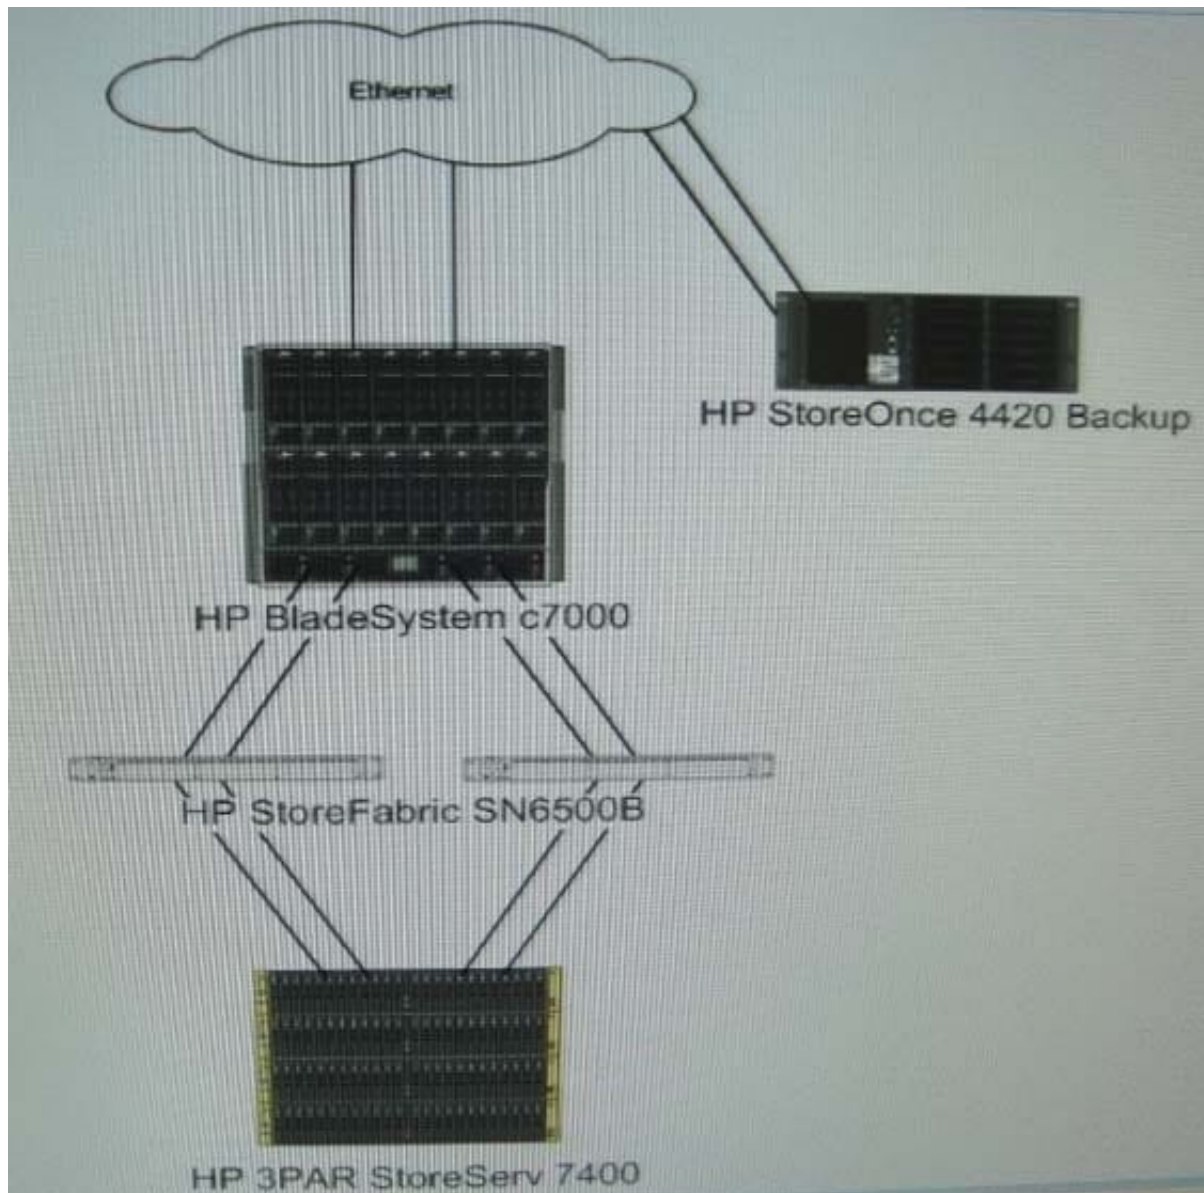 Ethernet
HP StoreOnce 4420 Backup
HP BladeSystem c7000
HP StoreFabric SN6500B
HP 3PAR StoreServ 7400